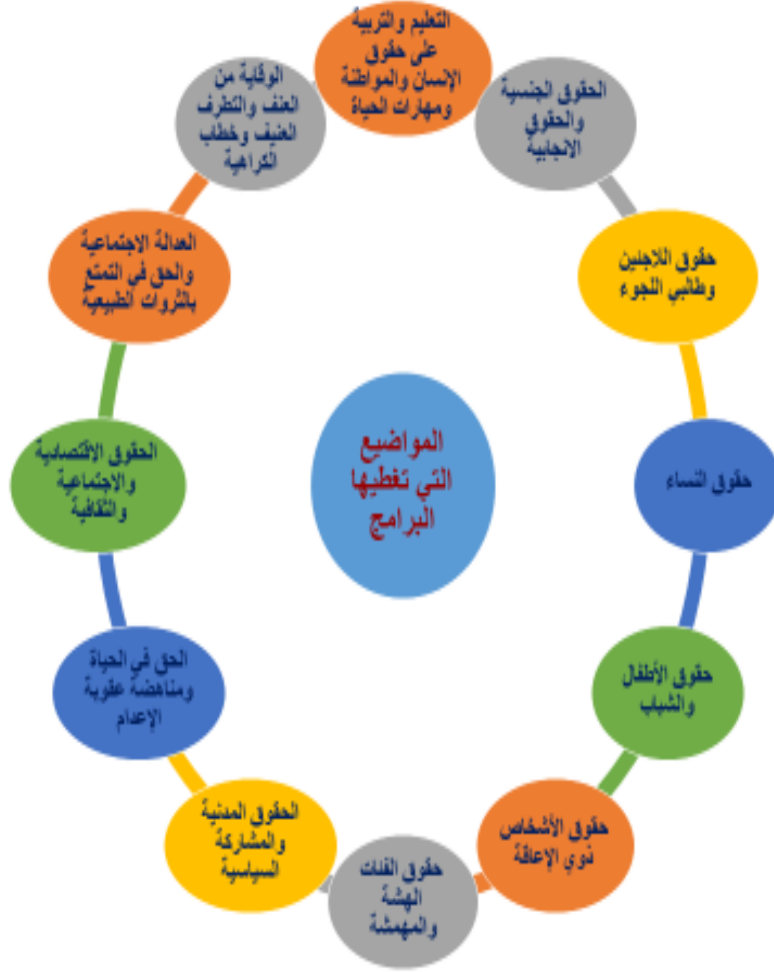 التعليم والتربية
على حقوق
الإنسان والمواطنة
ومهارات الحياة
الحقوق الجنسية
والحقوق
الانجابية
حقوق اللاجئين
وطالبي اللجوء
حقوق النساء
حقوق الأطفال
والشباب
حقوق الأشخاص
ذوي الإعاقة
حقوق الفئات
الهشة
والمهمشة
الحقوق المدنية
والمشاركة
السياسية
الحق في الحياة
ومناهضة عقوبة
الإعدام
الحقوق الاقتصادية
والاجتماعية
والثقافية
العدالة الاجتماعية
والحق في التمتع
بالثروات الطبيعية
الوقاية من
العنف والتطرف
العنيف وخطاب
الكراهية
المواضيع
التي تغطيها
البرامج